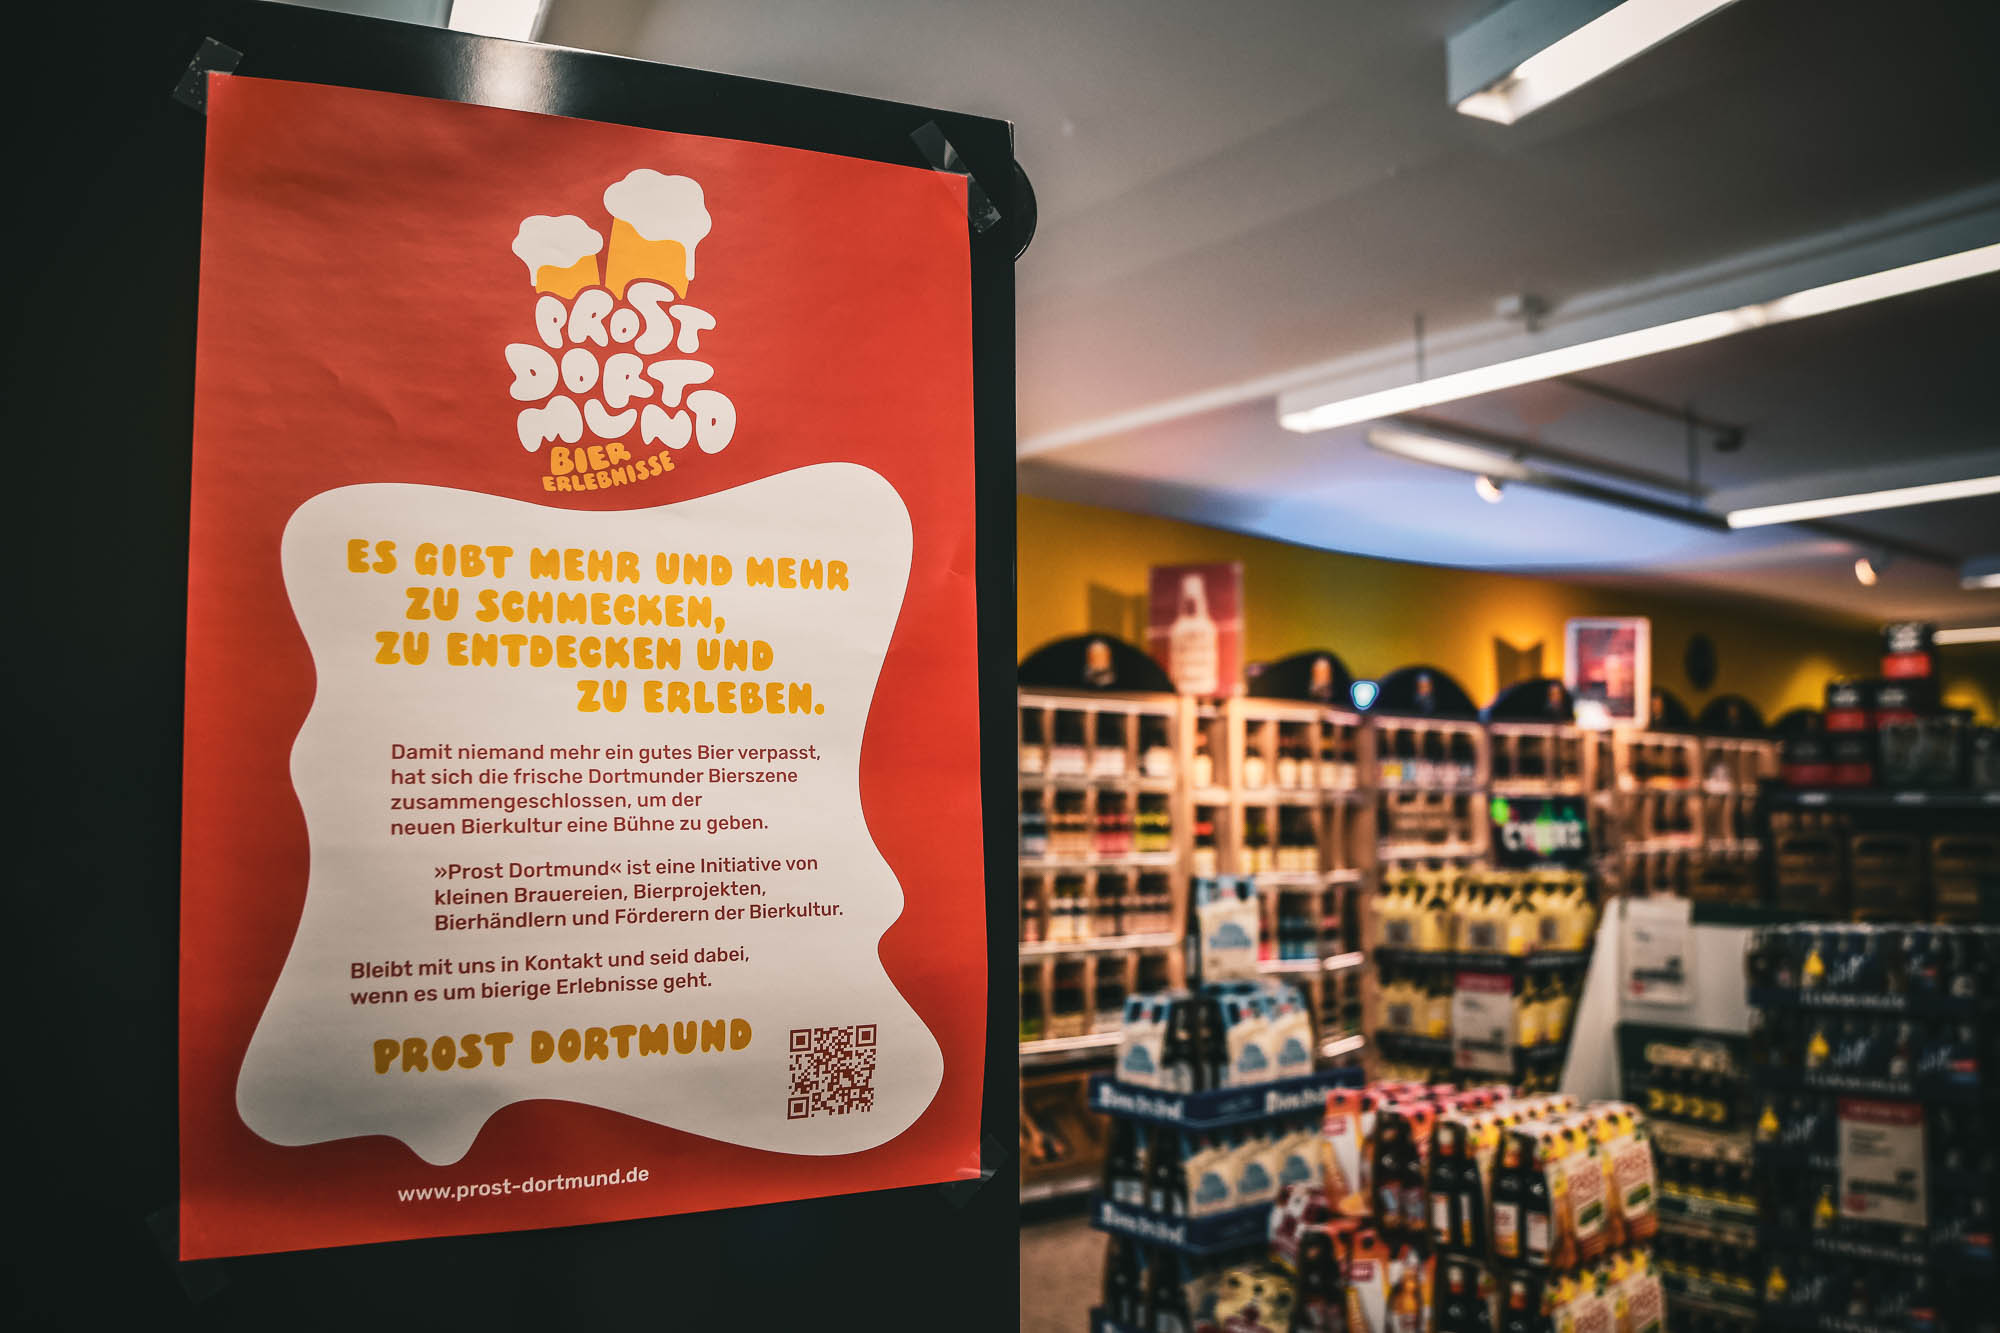 PROST
DORT
MUND
BIER
ERLEBNISSE
ES GIBT MEHR UND MEHR
ZU SCHMECKEN,
ZU ENTDECKEN UND
ZU ERLEBEN.
Damit niemand mehr ein gutes Bier verpasst,
hat sich die frische Dortmunder Bierszene
zusammengeschlossen, um der
neuen Bierkultur eine Bühne zu geben.
»Prost Dortmund« ist eine Initiative von
kleinen Brauereien, Bierprojekten,
Bierhändlern und Förderern der Bierkultur.
Bleibt mit uns in Kontakt und seid dabei,
wenn es um bierige Erlebnisse geht.
PROST DORTMUND
www.prost-dortmund.de